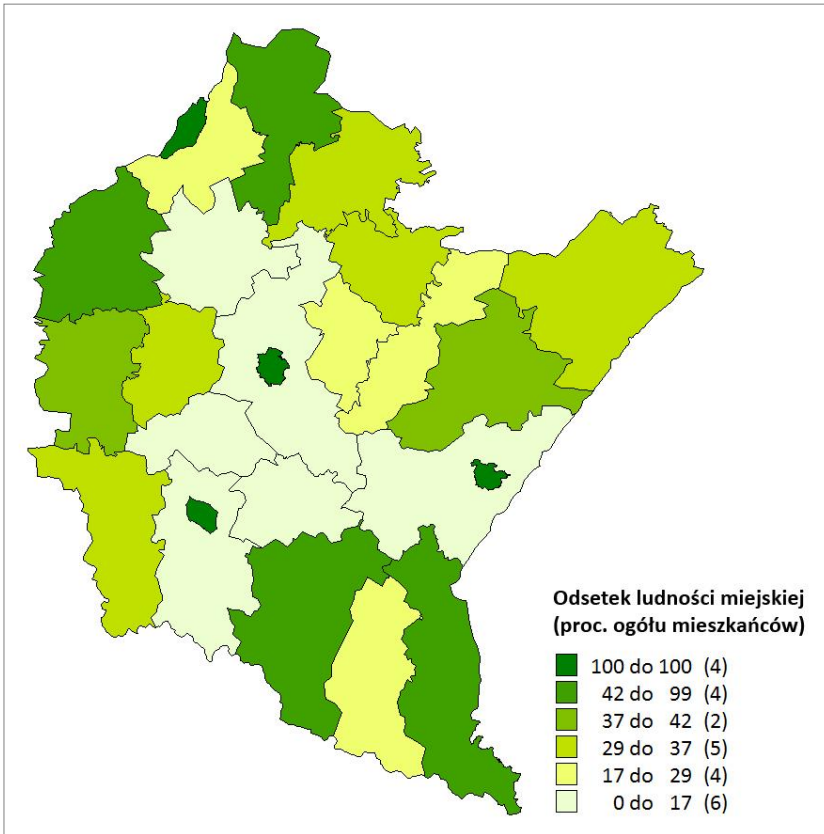 Odsetek ludności miejskiej
(proc. ogółu mieszkańców)
100 do 100 (4)
42 do 99 (4)
37 do 42 (2)
29 do 37 (5)
17 do 29 (4)
0 do 17 (6)